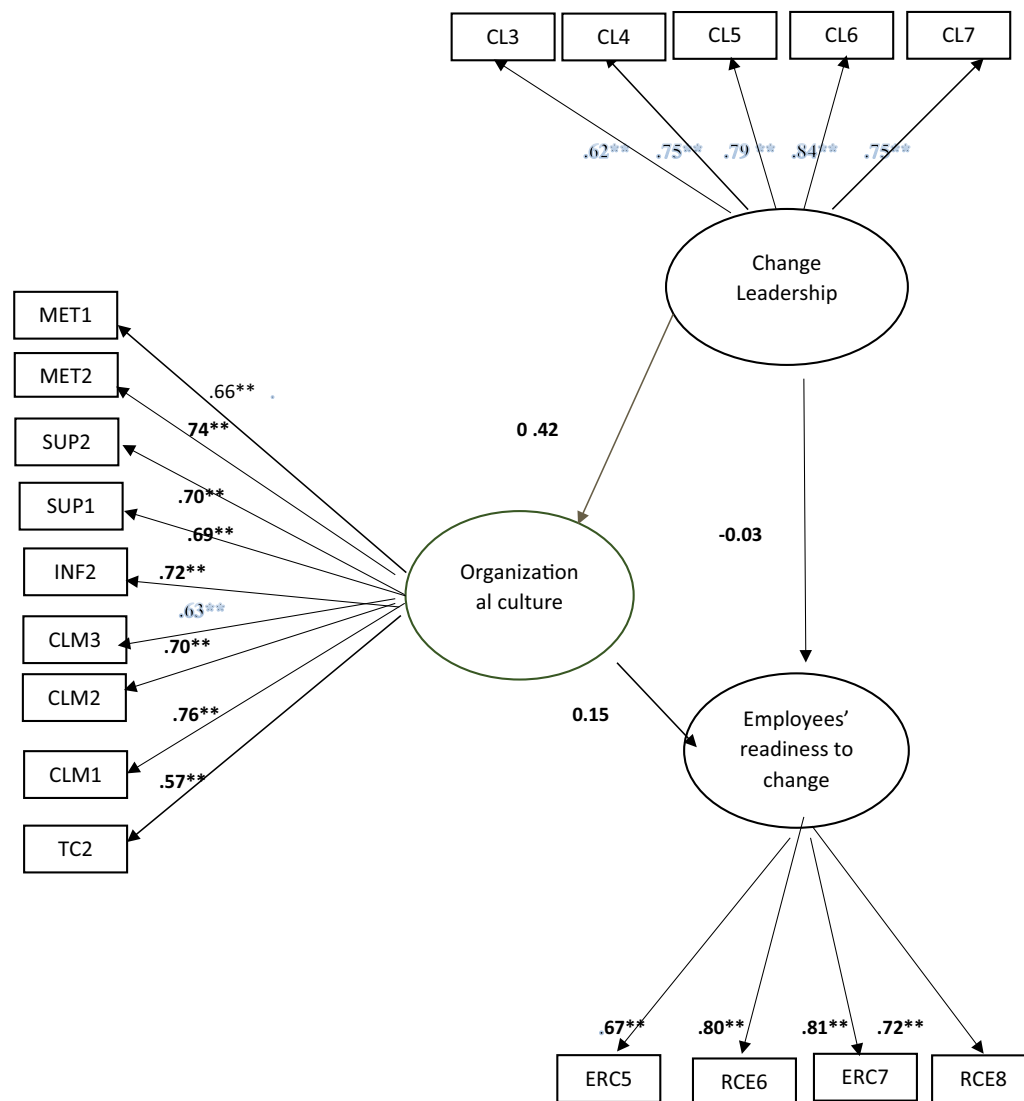 CL3 CL4 CL5 CL6 CL7
.62** .75** .79 ** .84** .75**
Change
Leadership
MET1
.66** .
MET2
74**
SUP2
.70**
SUP1
.69**
INF2
.72**
.63**
CLM3
.70**
CLM2
.76**
CLM1
.57**
TC2
0 .42
-0.03
Organization
al culture
0.15
Employees’
readiness to
change
.67** .80** .81** .72**
ERC5 RCE6 ERC7 RCE8